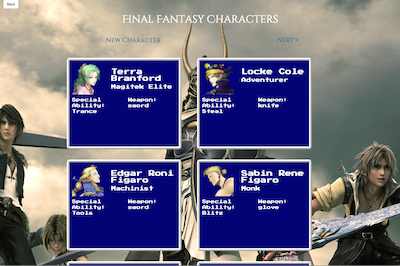 Back
FINAL FANTASY CHARACTERS
New Character
Next >
Terra
Branford
Magitek Elite
Special
Ability:
Trance
Weapon:
sword
Locke Cole
Adventurer
Special
Ability:
Steal
Weapon:
knife
Edgar Roni
Figaro
Machinist
Special
Ability:
Tools
Weapon:
sword
Sabin Rene
Figaro
Monk
Special
Ability:
Blitz
Weapon:
glove